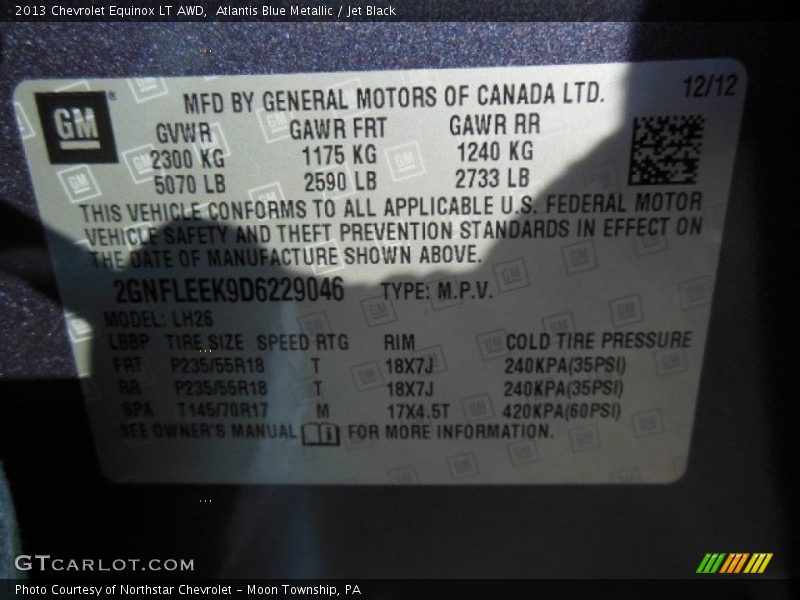 2013 Chevrolet Equinox LT AWD,  Atlantis Blue Metallic / Jet Black
12/12
GM®
MFD BY GENERAL MOTORS OF CANADA LTD.
GVWR GAWR FRT GAWR RR
2300 KG 1175 KG 1240 KG
5070 LB 2590 LB 2733 LB
THIS VEHICLE CONFORMS TO ALL APPLICABLE U.S. FEDERAL MOTOR
VEHICLE SAFETY AND THEFT PREVENTION STANDARDS IN EFFECT ON
THE DATE OF MANUFACTURE SHOWN ABOVE.
2GNFLEEK9D6229046 TYPE: M.P.V.
MODEL: LH26
LBBP TIRE SIZE SPEED RTG RIM COLD TIRE PRESSURE
FRT P235/55R18 T 18X7J 240KPA(35PSI)
RR P235/55R18 T 18X7J 240KPA(35PSI)
SPA T145/70R17 M 17X4.5T 420KPA(60PSI)
SEE OWNER'S MANUAL FOR MORE INFORMATION.
GTCARLOT.COM
Photo Courtesy of Northstar Chevrolet - Moon Township, PA